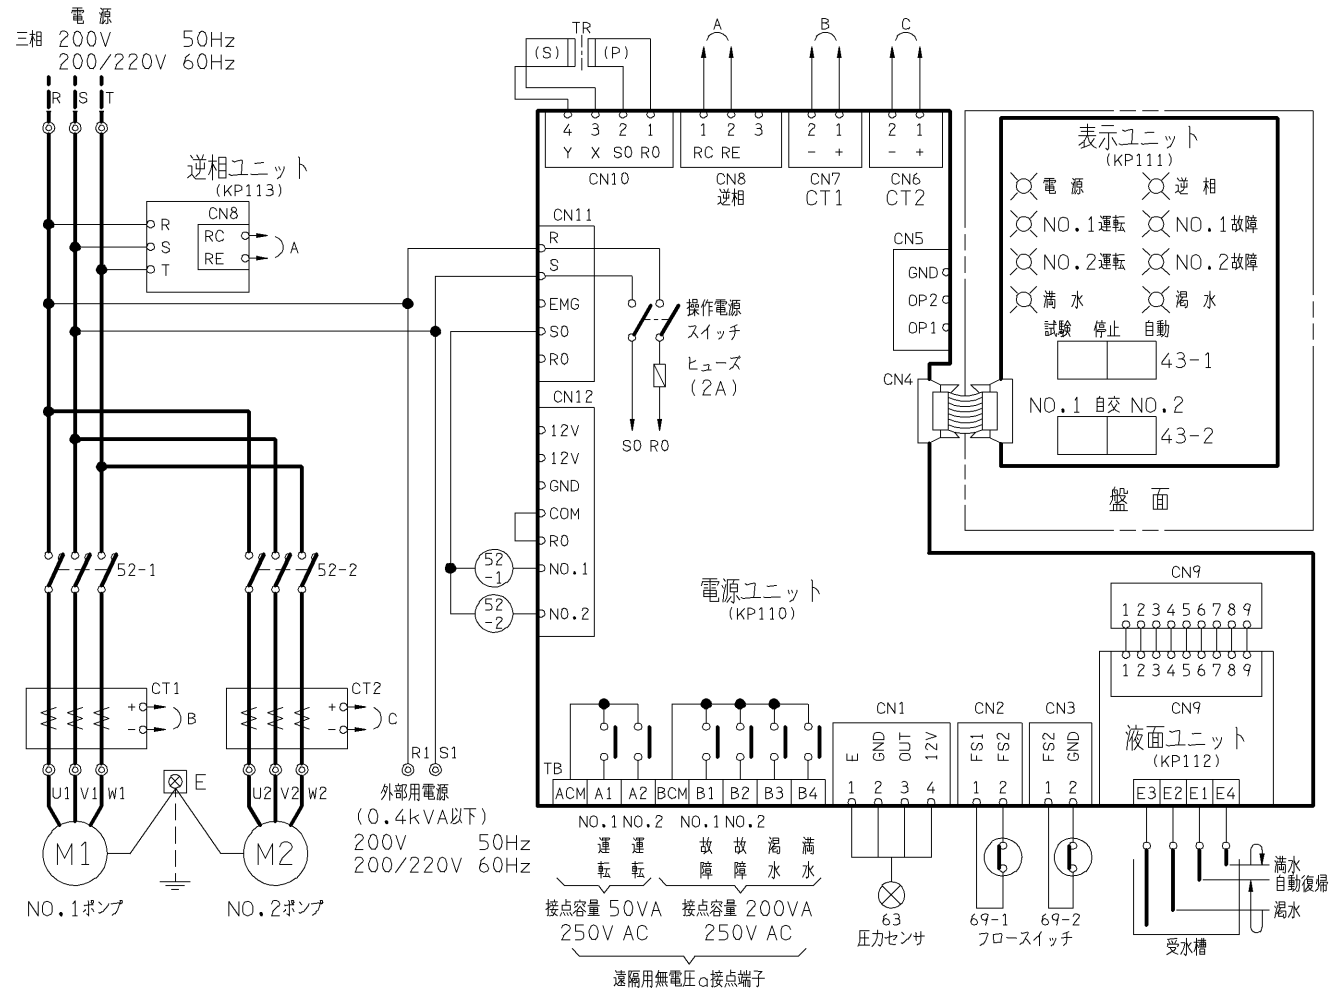 電 源
三相 200V 50Hz
200/220V 60Hz
R S T
逆相ユニット
(KP113)
CN8
R RC
S RE A
T
52-1
52-2
CT1
+
- B
CT2
+
- C
U1 V1 W1
E
U2 V2 W2
M1
M2
NO.1ポンプ
NO.2ポンプ
R1 S1
外部用電源
(0.4kVA以下)
200V 50Hz
200/220V 60Hz
TR
(S) (P)
A
B
C
4 3 2 1
Y X S0 R0
CN10
1 2 3
RC RE
CN8
逆相
2 1
- +
CN7
CT1
2 1
- +
CN6
CT2
CN11
R
S
EMG
S0
R0
操作電源
スイッチ
ヒューズ
(2A)
S0 R0
CN12
12V
12V
GND
COM
R0
NO.1
NO.2
52
-1
52
-2
CN5
GND
OP2
OP1
CN4
表示ユニット
(KP111)
電 源 逆 相
NO.1運転 NO.1故障
NO.2運転 NO.2故障
満 水 渇 水
試験 停止 自動
43-1
NO.1 自交 NO.2
43-2
盤 面
電源ユニット
(KP110)
CN9
1 2 3 4 5 6 7 8 9
1 2 3 4 5 6 7 8 9
CN9
液面ユニット
(KP112)
E3 E2 E1 E4
満水
自動復帰
渇水
受水槽
TB
ACM A1 A2 BCM B1 B2 B3 B4
NO.1 NO.2 NO.1 NO.2
運転 運転 故障 故障 渇水 満水
接点容量 50VA
250V AC
接点容量 200VA
250V AC
遠隔用無電圧a接点端子
CN1
E GND OUT 12V
1 2 3 4
63
圧力センサ
CN2
FS1 FS2
1 2
CN3
FS2 GND
1 2
69-1 69-2
フロースイッチ